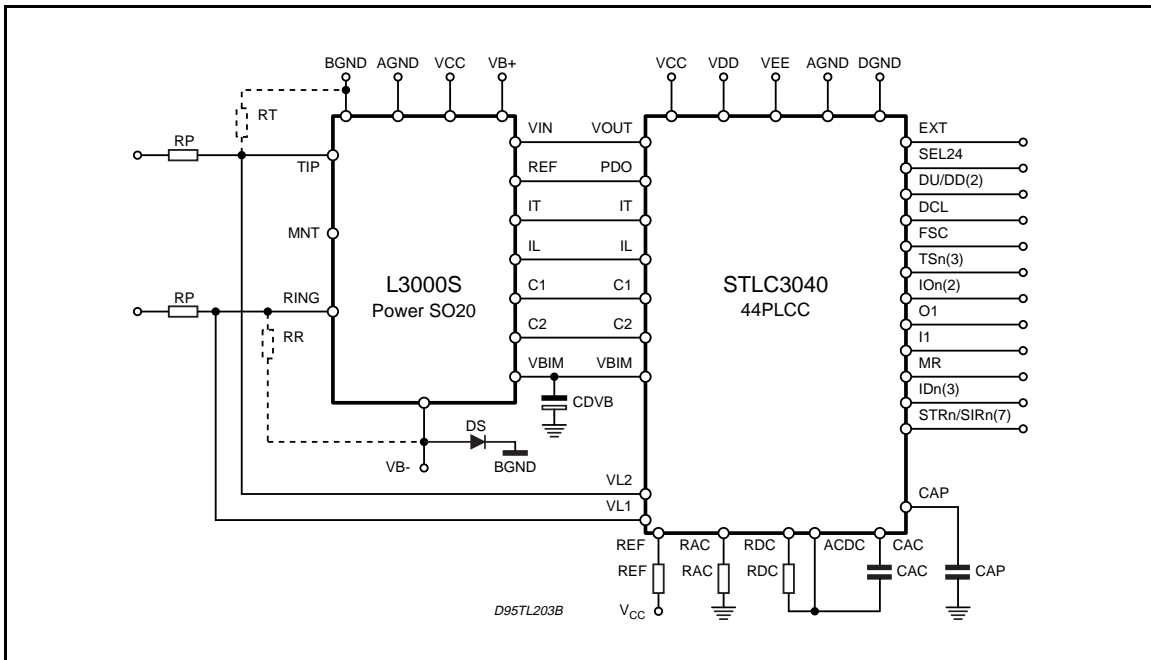 BGND AGND VCC VB+
VCC VDD VEE AGND DGND
RT
RP
TIP
MNT
RING
RP
RR
L3000S
Power SO20
VIN VOUT
REF PDO
IT IT
IL IL
C1 C1
C2 C2
VBIM VBIM
CDVB
DS
BGND
VB-
STLC3040
44PLCC
EXT
SEL24
DU/DD(2)
DCL
FSC
TSn(3)
IOn(2)
O1
I1
MR
IDn(3)
STRn/SIRn(7)
VL2
VL1
CAP
REF RAC RDC ACDC CAC
REF RAC RDC CAC CAP
VCC
D95TL203B